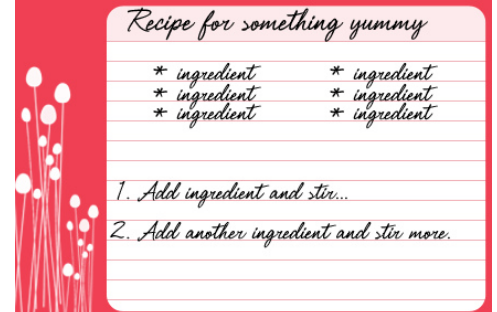 Recipe for something yummy
* ingredient * ingredient
* ingredient * ingredient
* ingredient * ingredient
1. Add ingredient and stir...
2. Add another ingredient and stir more.